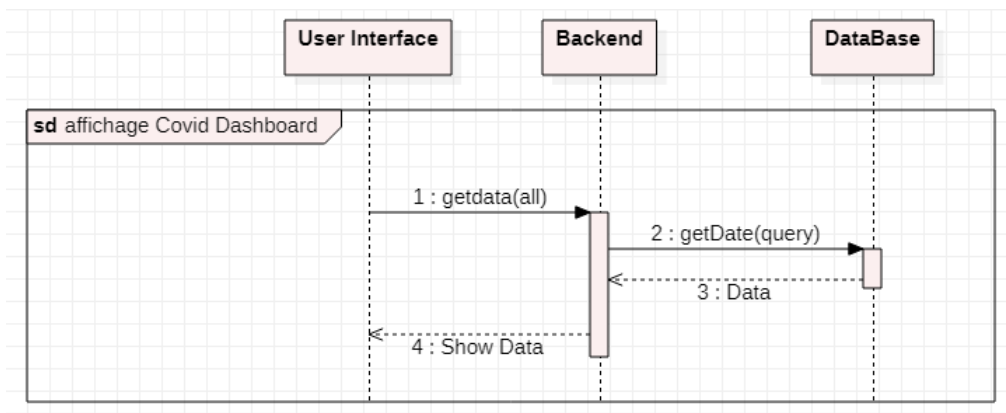 User Interface
Backend
DataBase
sd affichage Covid Dashboard
1 : getdata(all)
2 : getDate(query)
3 : Data
4 : Show Data